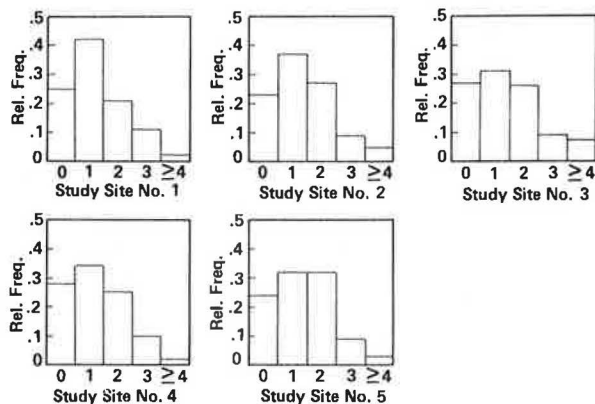 Rel. Freq.
.5
.4
.3
.2
.1
0
0 1 2 3 ≥4
Study Site No. 1
Rel. Freq.
.5
.4
.3
.2
.1
0
0 1 2 3 ≥4
Study Site No. 2
Rel. Freq.
.5
.4
.3
.2
.1
0
0 1 2 3 ≥4
Study Site No. 3
Rel. Freq.
.5
.4
.3
.2
.1
0
0 1 2 3 ≥4
Study Site No. 4
Rel. Freq.
.5
.4
.3
.2
.1
0
0 1 2 3 ≥4
Study Site No. 5